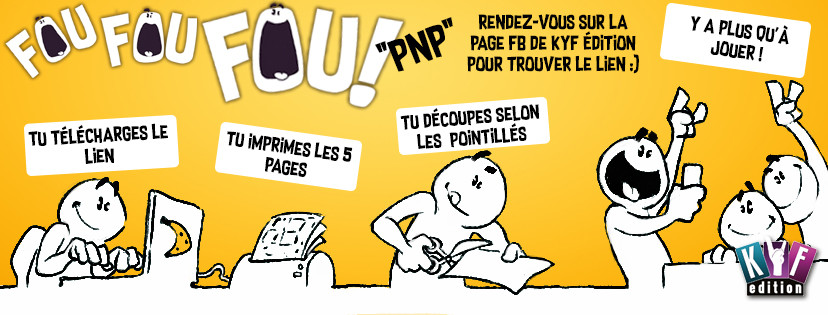 FOU FOU FOU!
"PNP"
RENDEZ-VOUS SUR LA
PAGE FB DE KYF ÉDITION
POUR TROUVER LE LIEN :)
Y A PLUS QU'À
JOUER !
TU TÉLÉCHARGES LE
LIEN
TU IMPRIMES LES 5
PAGES
TU DÉCOUPES SELON
LES POINTILLÉS
KYF
edition